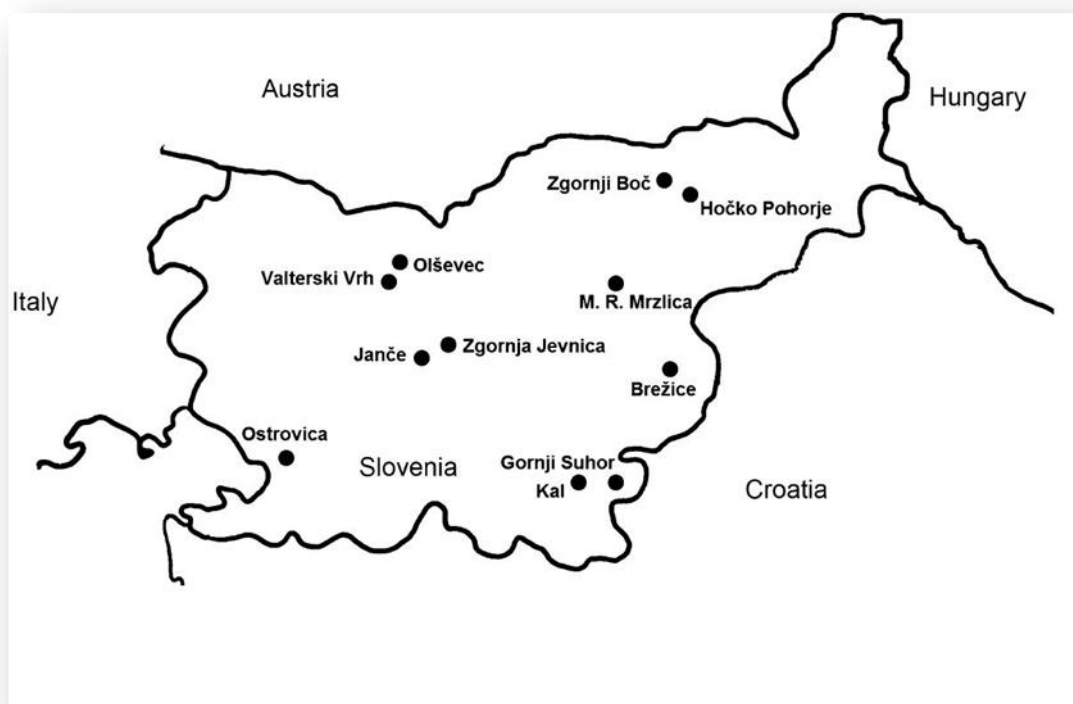 Austria
Hungary
Zgornji Boč
Hočko Pohorje
Olševec
Valterski Vrh
Italy
M. R. Mrzlica
Zgornja Jevnica
Janče
Brežice
Ostrovica
Slovenia
Gornji Suhor
Kal
Croatia